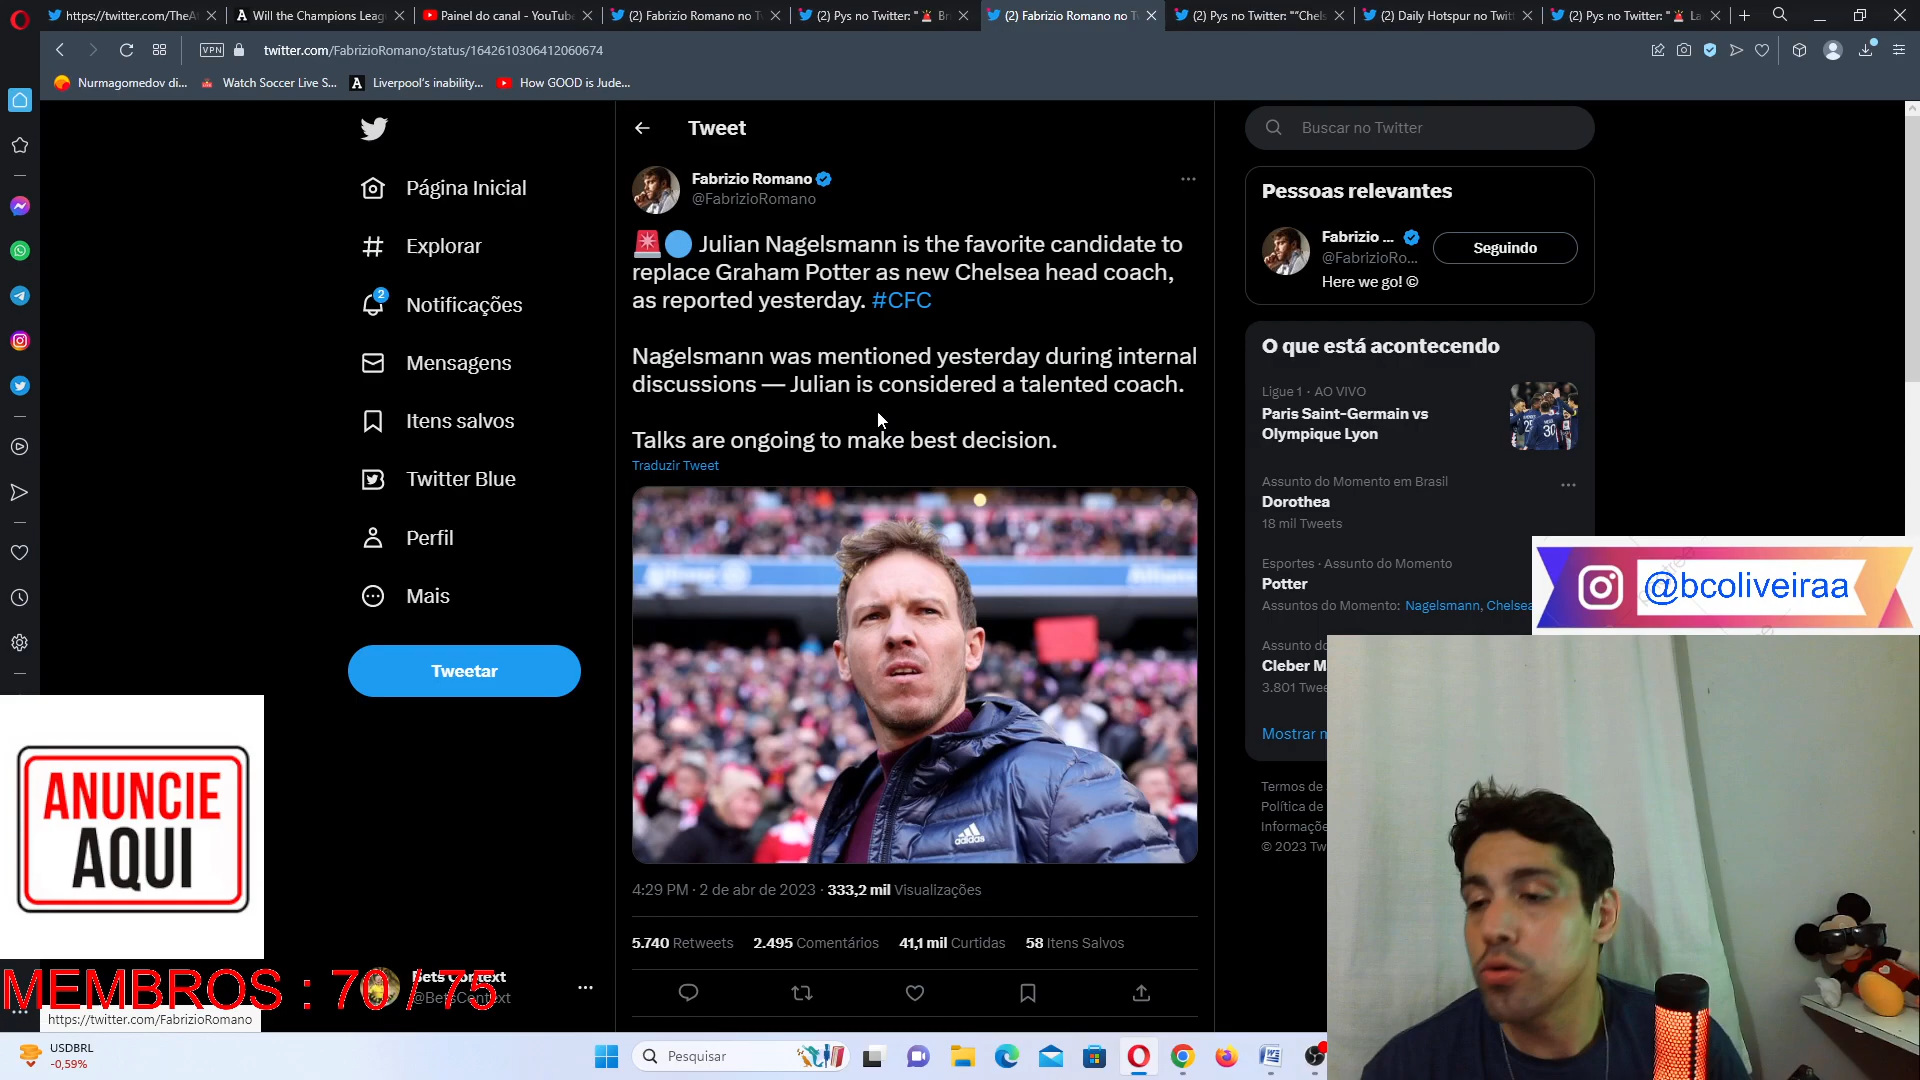 https://twitter.com/TheAt
Will the Champions Leag
Painel do canal - YouTube
(2) Fabrizio Romano no T
(2) Pys no Twitter: "🚨 Br
(2) Fabrizio Romano no T
(2) Pys no Twitter: "“Chels
(2) Daily Hotspur no Twitt
(2) Pys no Twitter: "🚨 La
VPN
twitter.com/FabrizioRomano/status/1642610306412060674
Nurmagomedov di...
Watch Soccer Live S...
Liverpool's inability...
How GOOD is Jude...
Página Inicial
Explorar
2
Notificações
Mensagens
Itens salvos
Twitter Blue
Perfil
Mais
Tweetar
Bets Context
@BetsContext
Tweet
Fabrizio Romano
@FabrizioRomano
🚨🔵 Julian Nagelsmann is the favorite candidate to
replace Graham Potter as new Chelsea head coach,
as reported yesterday. #CFC
Nagelsmann was mentioned yesterday during internal
discussions — Julian is considered a talented coach.
Talks are ongoing to make best decision.
Traduzir Tweet
Allianz
adidas
4:29 PM · 2 de abr de 2023 · 333,2 mil Visualizações
5.740 Retweets 2.495 Comentários 41,1 mil Curtidas 58 Itens Salvos
Buscar no Twitter
Pessoas relevantes
Fabrizio ...
@FabrizioRo...
Seguindo
Here we go! ©
O que está acontecendo
Ligue 1 · AO VIVO
Paris Saint-Germain vs
Olympique Lyon
Assunto do Momento em Brasil
Dorothea
18 mil Tweets
Esportes · Assunto do Momento
Potter
Assuntos do Momento: Nagelsmann, Chelsea
Assunto do
Cleber M
3.801 Twee
Mostrar m
Termos de
Política de
Informaçõe
© 2023 Tw
@bcoliveiraa
ANUNCIE
AQUI
MEMBROS : 70 / 75
https://twitter.com/FabrizioRomano
USDBRL
-0,59%
Pesquisar